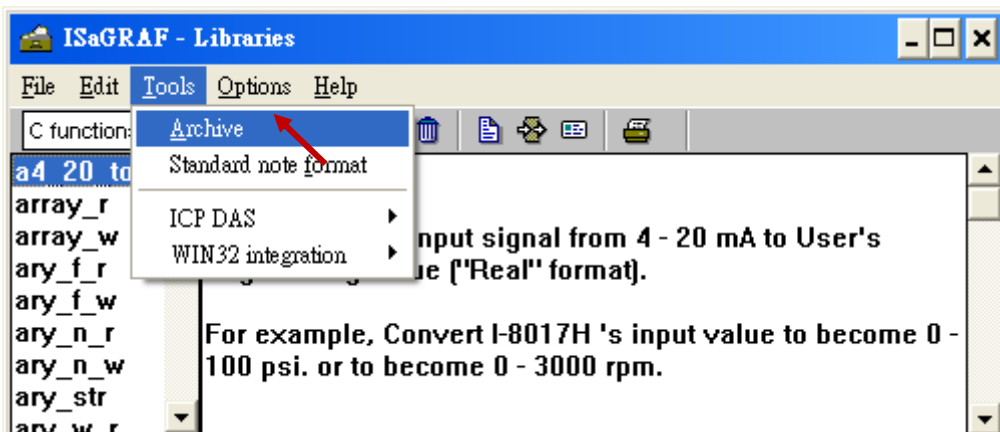 ISaGRAF - Libraries
File Edit Tools Options Help
C function
Archive
Standard note format
ICP DAS
WIN32 integration
a4_20_to
array_r
array_w
ary_f_r
ary_f_w
ary_n_r
ary_n_w
ary_str
ary_w_r
nput signal from 4 - 20 mA to User's
ue ("Real" format).
For example, Convert I-8017H 's input value to become 0 -
100 psi. or to become 0 - 3000 rpm.